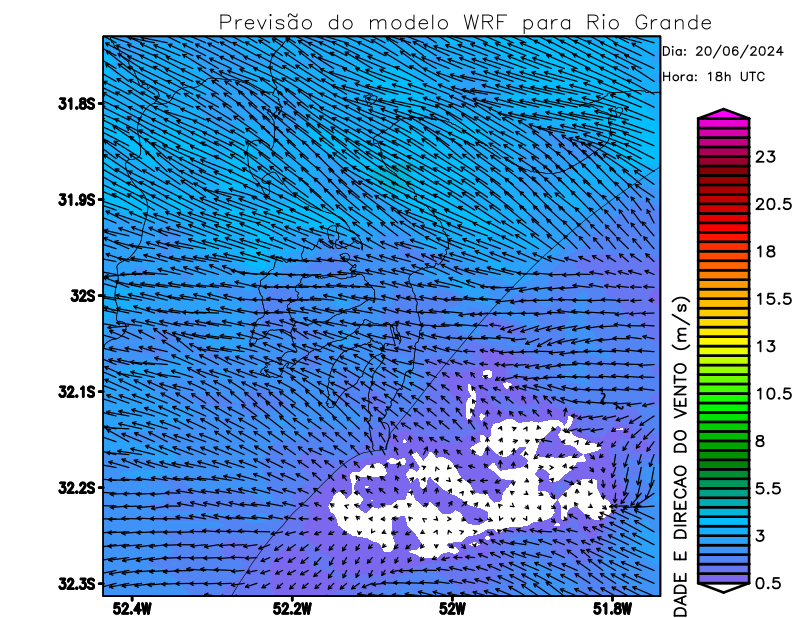 Previsão do modelo WRF para Rio Grande
Dia: 20/06/2024
Hora: 18h UTC
31.8S
31.9S
32S
32.1S
32.2S
32.3S
52.4W
52.2W
52W
51.8W
23
20.5
18
15.5
13
10.5
8
5.5
3
0.5
DADE E DIRECAO DO VENTO (m/s)